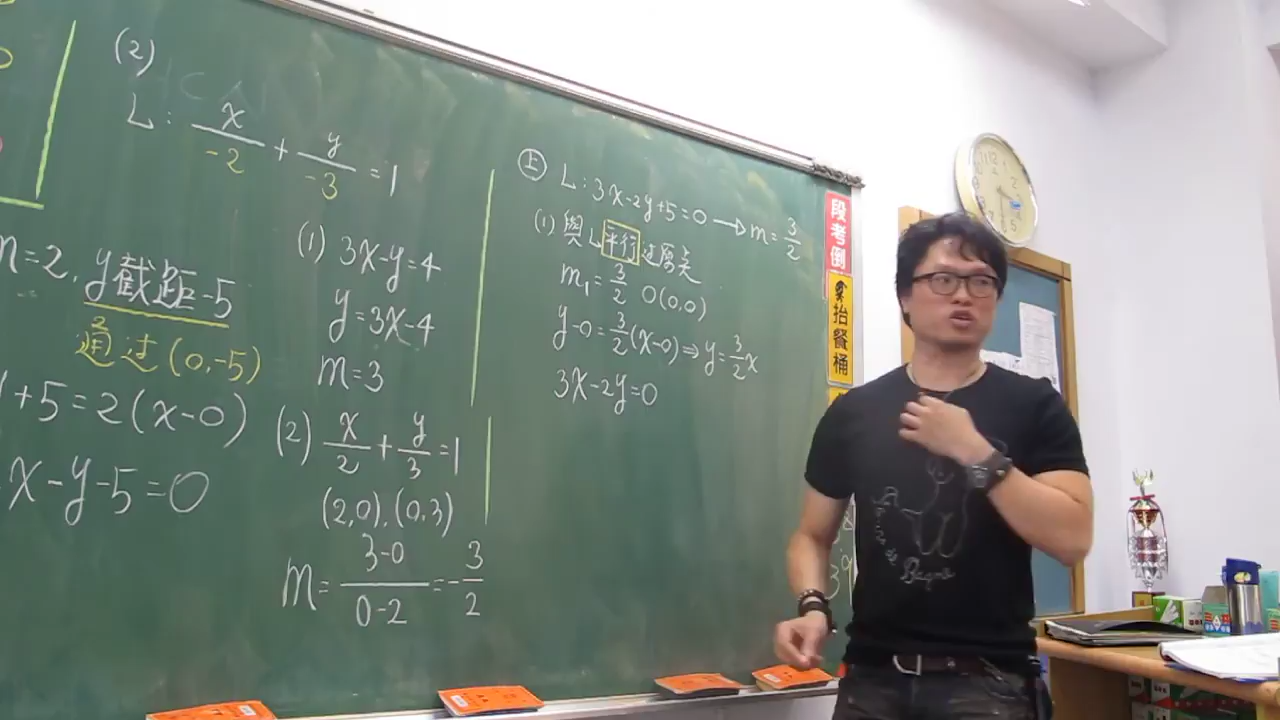 (2)
L: x/-2 + y/-3 = 1
m=2, y截距-5
通过(0,-5)
+5=2(x-0)
x-y-5=0
(1) 3x-y=4
y=3x-4
m=3
(2) x/2 + y/3 = 1
(2,0), (0,3)
m= 3-0/0-2 = -3/2
上 L: 3x-2y+5=0 → m=3/2
(1) 與L平行 过原点
m₁=3/2 O(0,0)
y-0=3/2(x-0) ⇒ y=3/2x
3x-2y=0
段考倒
抬餐桶